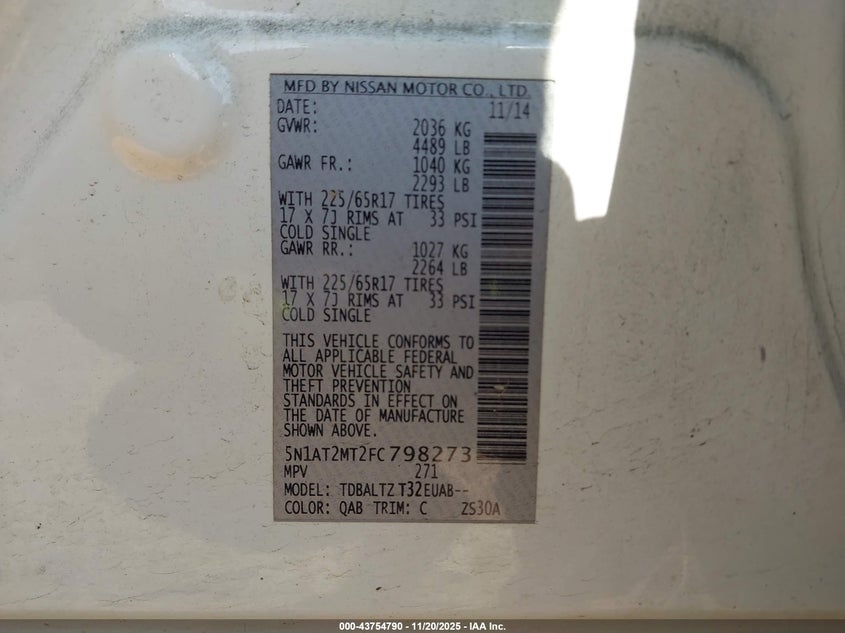 MFD BY NISSAN MOTOR CO., LTD.
DATE: 11/14
GVWR: 2036 KG
4489 LB
GAWR FR.: 1040 KG
2293 LB
WITH 225/65R17 TIRES
17 X 7J RIMS AT 33 PSI
COLD SINGLE
GAWR RR.: 1027 KG
2264 LB
WITH 225/65R17 TIRES
17 X 7J RIMS AT 33 PSI
COLD SINGLE
THIS VEHICLE CONFORMS TO
ALL APPLICABLE FEDERAL
MOTOR VEHICLE SAFETY AND
THEFT PREVENTION
STANDARDS IN EFFECT ON
THE DATE OF MANUFACTURE
SHOWN ABOVE.
5N1AT2MT2FC798273
MPV 271
MODEL: TDBALTZ T32EUAB--
COLOR: QAB TRIM: C ZS30A
000-43754790 - 11/20/2025 - IAA Inc.